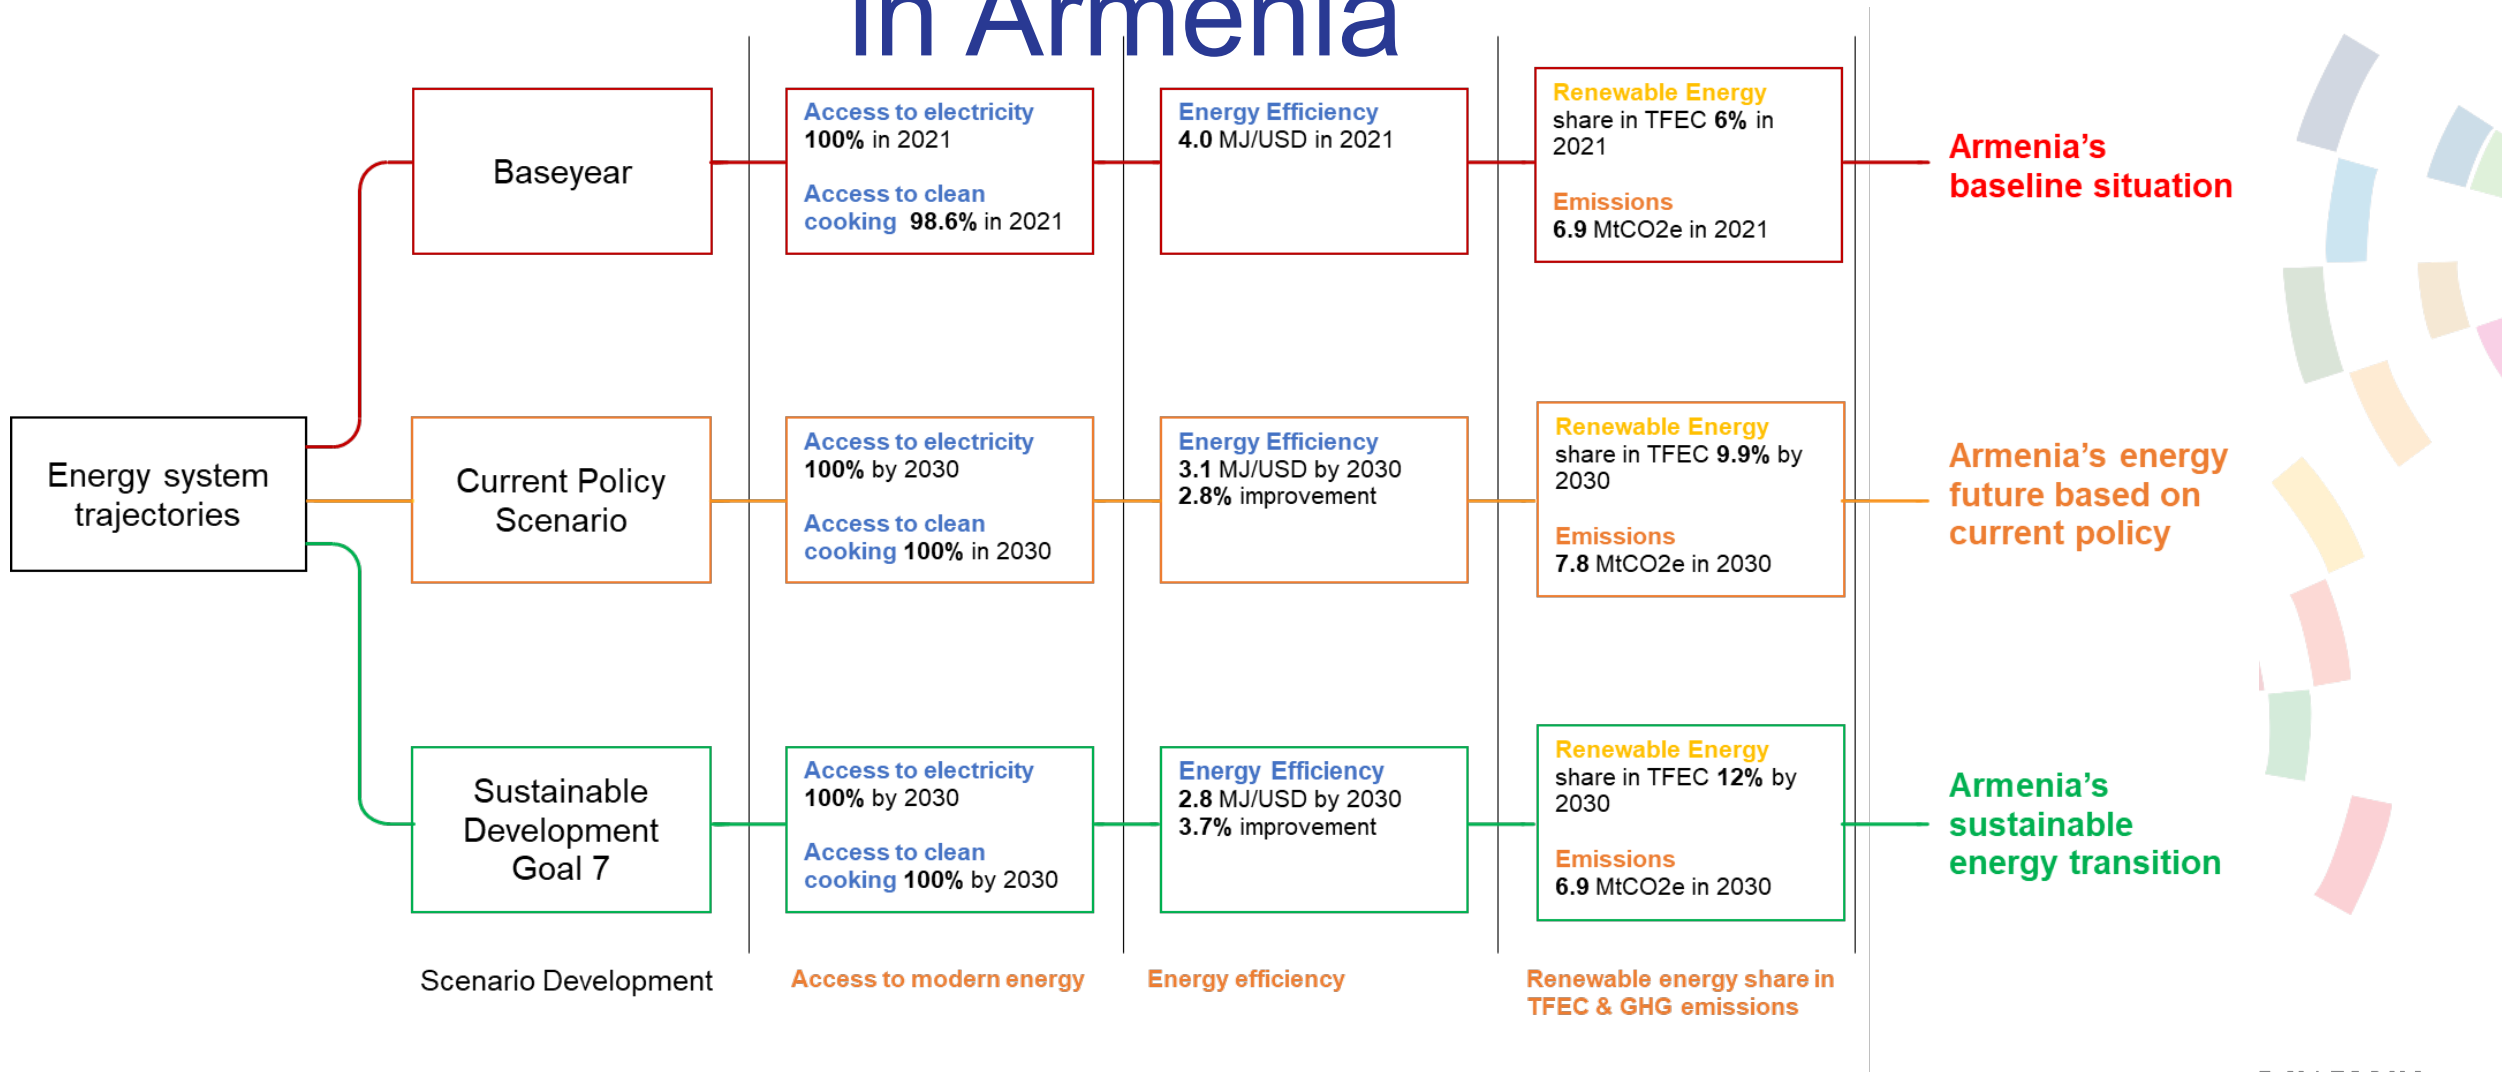 in Armenia
Energy system
trajectories
Baseyear
Access to electricity
100% in 2021
Access to clean
cooking 98.6% in 2021
Energy Efficiency
4.0 MJ/USD in 2021
Renewable Energy
share in TFEC 6% in
2021
Emissions
6.9 MtCO2e in 2021
Armenia’s
baseline situation
Current Policy
Scenario
Access to electricity
100% by 2030
Access to clean
cooking 100% in 2030
Energy Efficiency
3.1 MJ/USD by 2030
2.8% improvement
Renewable Energy
share in TFEC 9.9% by
2030
Emissions
7.8 MtCO2e in 2030
Armenia’s energy
future based on
current policy
Sustainable
Development
Goal 7
Access to electricity
100% by 2030
Access to clean
cooking 100% by 2030
Energy Efficiency
2.8 MJ/USD by 2030
3.7% improvement
Renewable Energy
share in TFEC 12% by
2030
Emissions
6.9 MtCO2e in 2030
Armenia’s
sustainable
energy transition
Scenario Development
Access to modern energy
Energy efficiency
Renewable energy share in
TFEC & GHG emissions